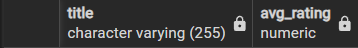 title
character varying (255)
avg_rating
numeric